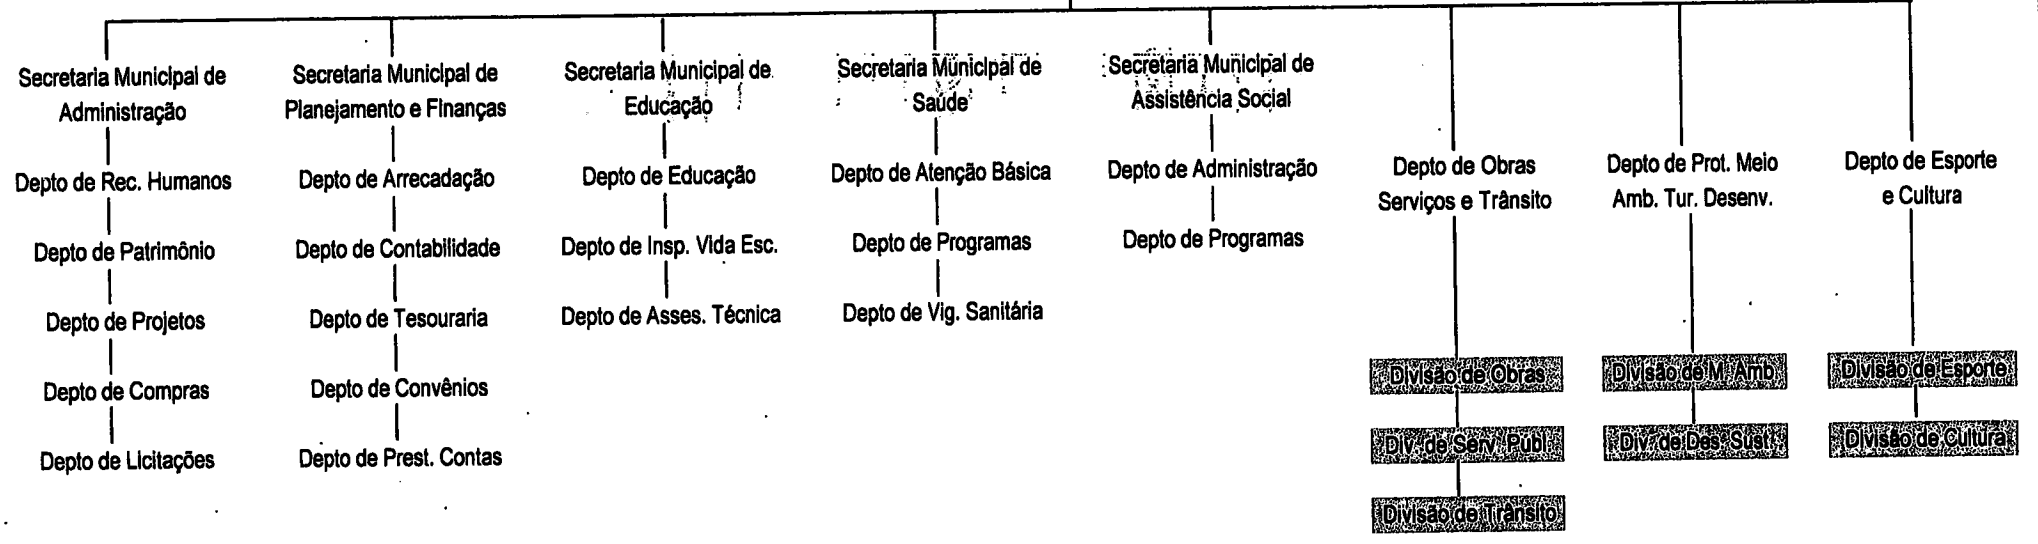 Secretaria Municipal de
Administração
Depto de Rec. Humanos
Depto de Patrimônio
Depto de Projetos
Depto de Compras
Depto de Licitações
Secretaria Municipal de
Planejamento e Finanças
Depto de Arrecadação
Depto de Contabilidade
Depto de Tesouraria
Depto de Convênios
Depto de Prest. Contas
Secretaria Municipal de
Educação
Depto de Educação
Depto de Insp. Vida Esc.
Depto de Asses. Técnica
Secretaria Municipal de
Saúde
Depto de Atenção Básica
Depto de Programas
Depto de Vig. Sanitária
Secretaria Municipal de
Assistência Social
Depto de Administração
Depto de Programas
Depto de Obras
Serviços e Trânsito
Divisão de Obras
Div. de Serv. Publ.
Divisão de Trânsito
Depto de Prot. Meio
Amb. Tur. Desenv.
Divisão de M. Amb
Div. de Des. Sust.
Depto de Esporte
e Cultura
Divisão de Esporte
Divisão de Cultura